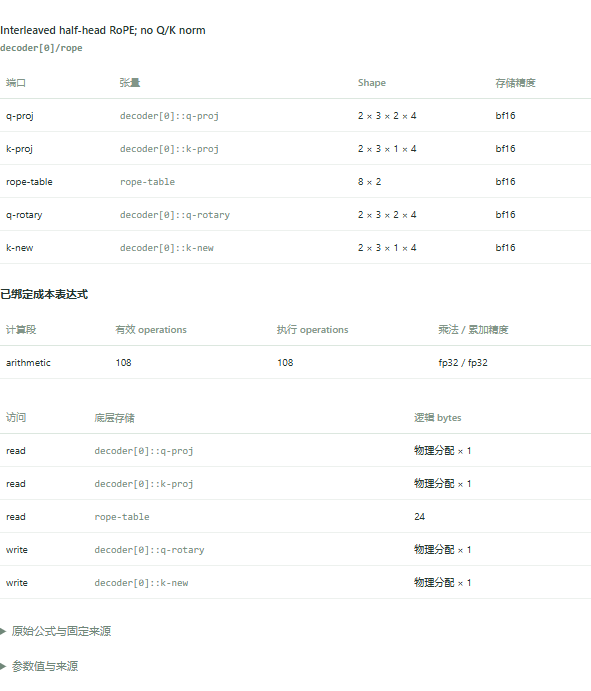 Interleaved half-head RoPE; no Q/K norm
decoder[0]/rope
端口 张量 Shape 存储精度
q-proj decoder[0]::q-proj 2 × 3 × 2 × 4 bf16
k-proj decoder[0]::k-proj 2 × 3 × 1 × 4 bf16
rope-table rope-table 8 × 2 bf16
q-rotary decoder[0]::q-rotary 2 × 3 × 2 × 4 bf16
k-new decoder[0]::k-new 2 × 3 × 1 × 4 bf16
已绑定成本表达式
计算段 有效 operations 执行 operations 乘法 / 累加精度
arithmetic 108 108 fp32 / fp32
访问 底层存储 逻辑 bytes
read decoder[0]::q-proj 物理分配 × 1
read decoder[0]::k-proj 物理分配 × 1
read rope-table 24
write decoder[0]::q-rotary 物理分配 × 1
write decoder[0]::k-new 物理分配 × 1
▶ 原始公式与固定来源
▶ 参数值与来源